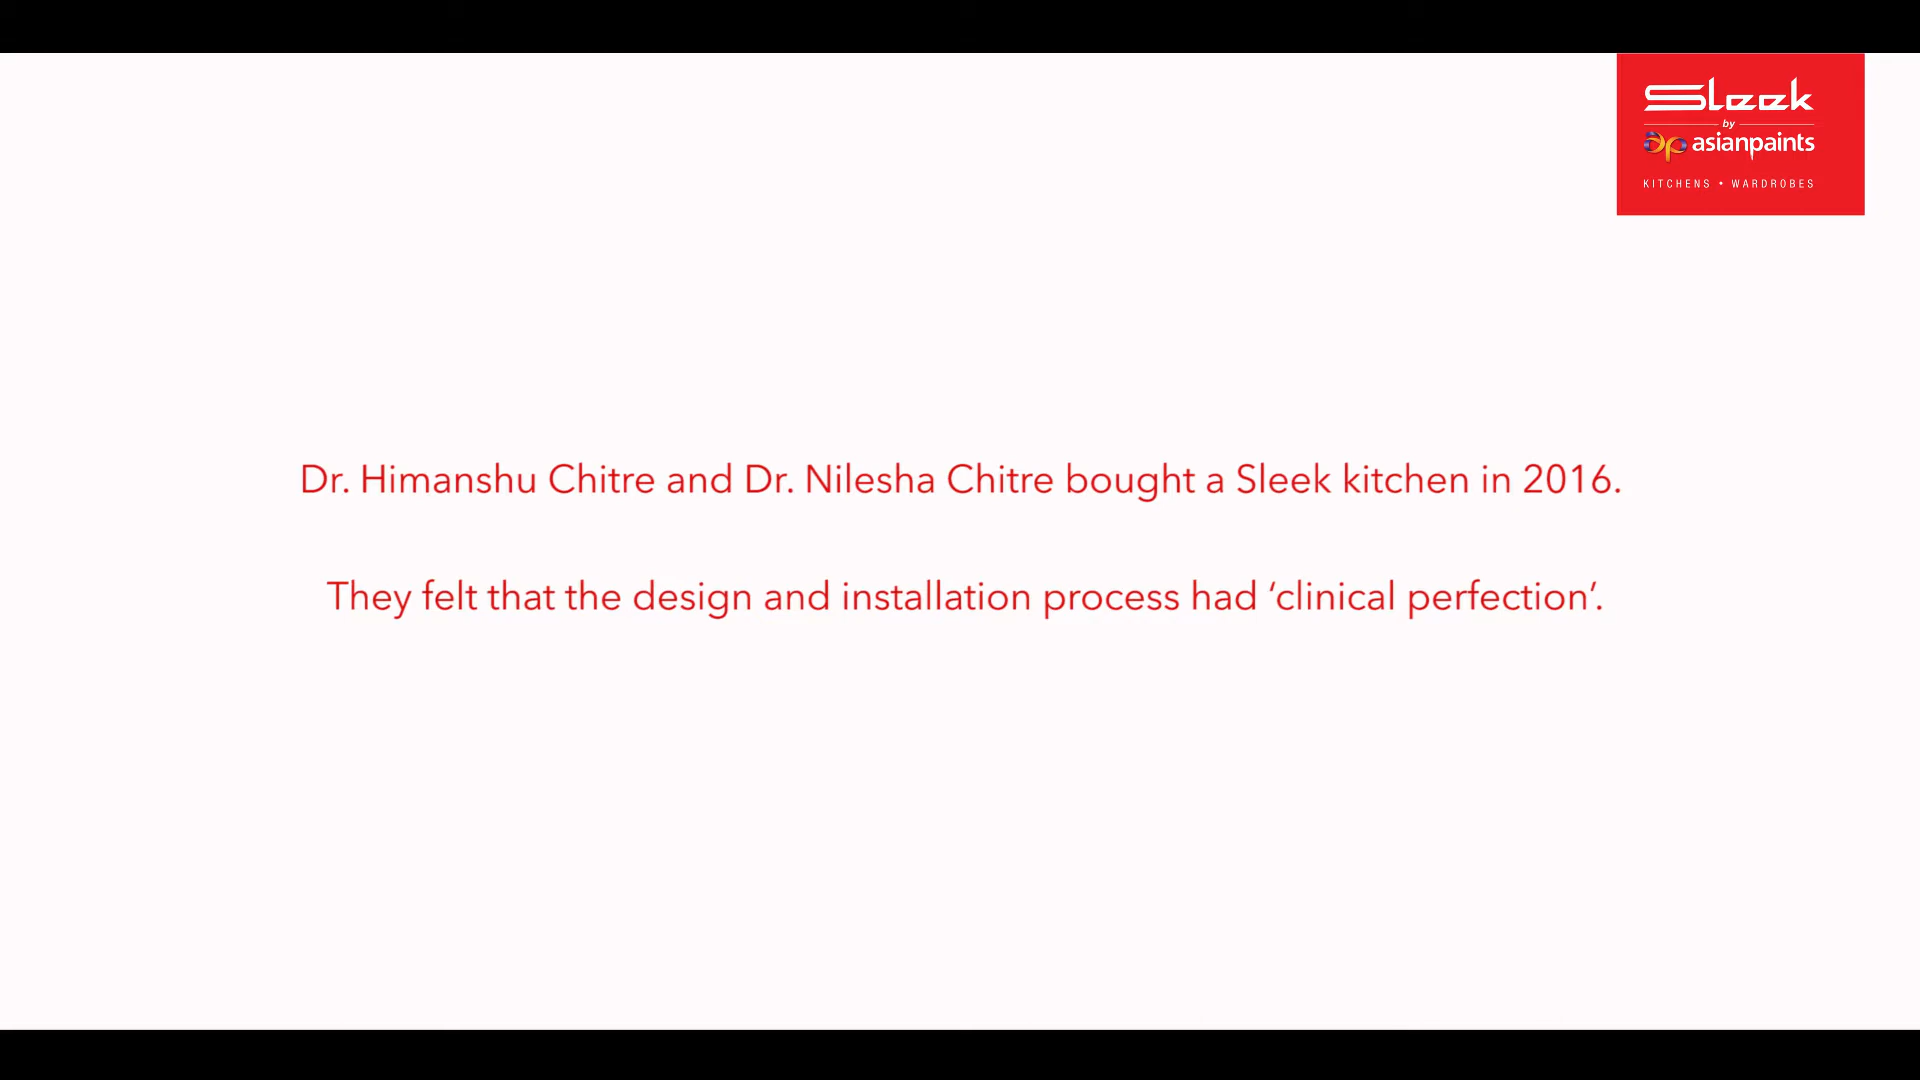 Sleek
by
asianpaints
KITCHENS • WARDROBES
Dr. Himanshu Chitre and Dr. Nilesha Chitre bought a Sleek kitchen in 2016.
They felt that the design and installation process had ‘clinical perfection’.